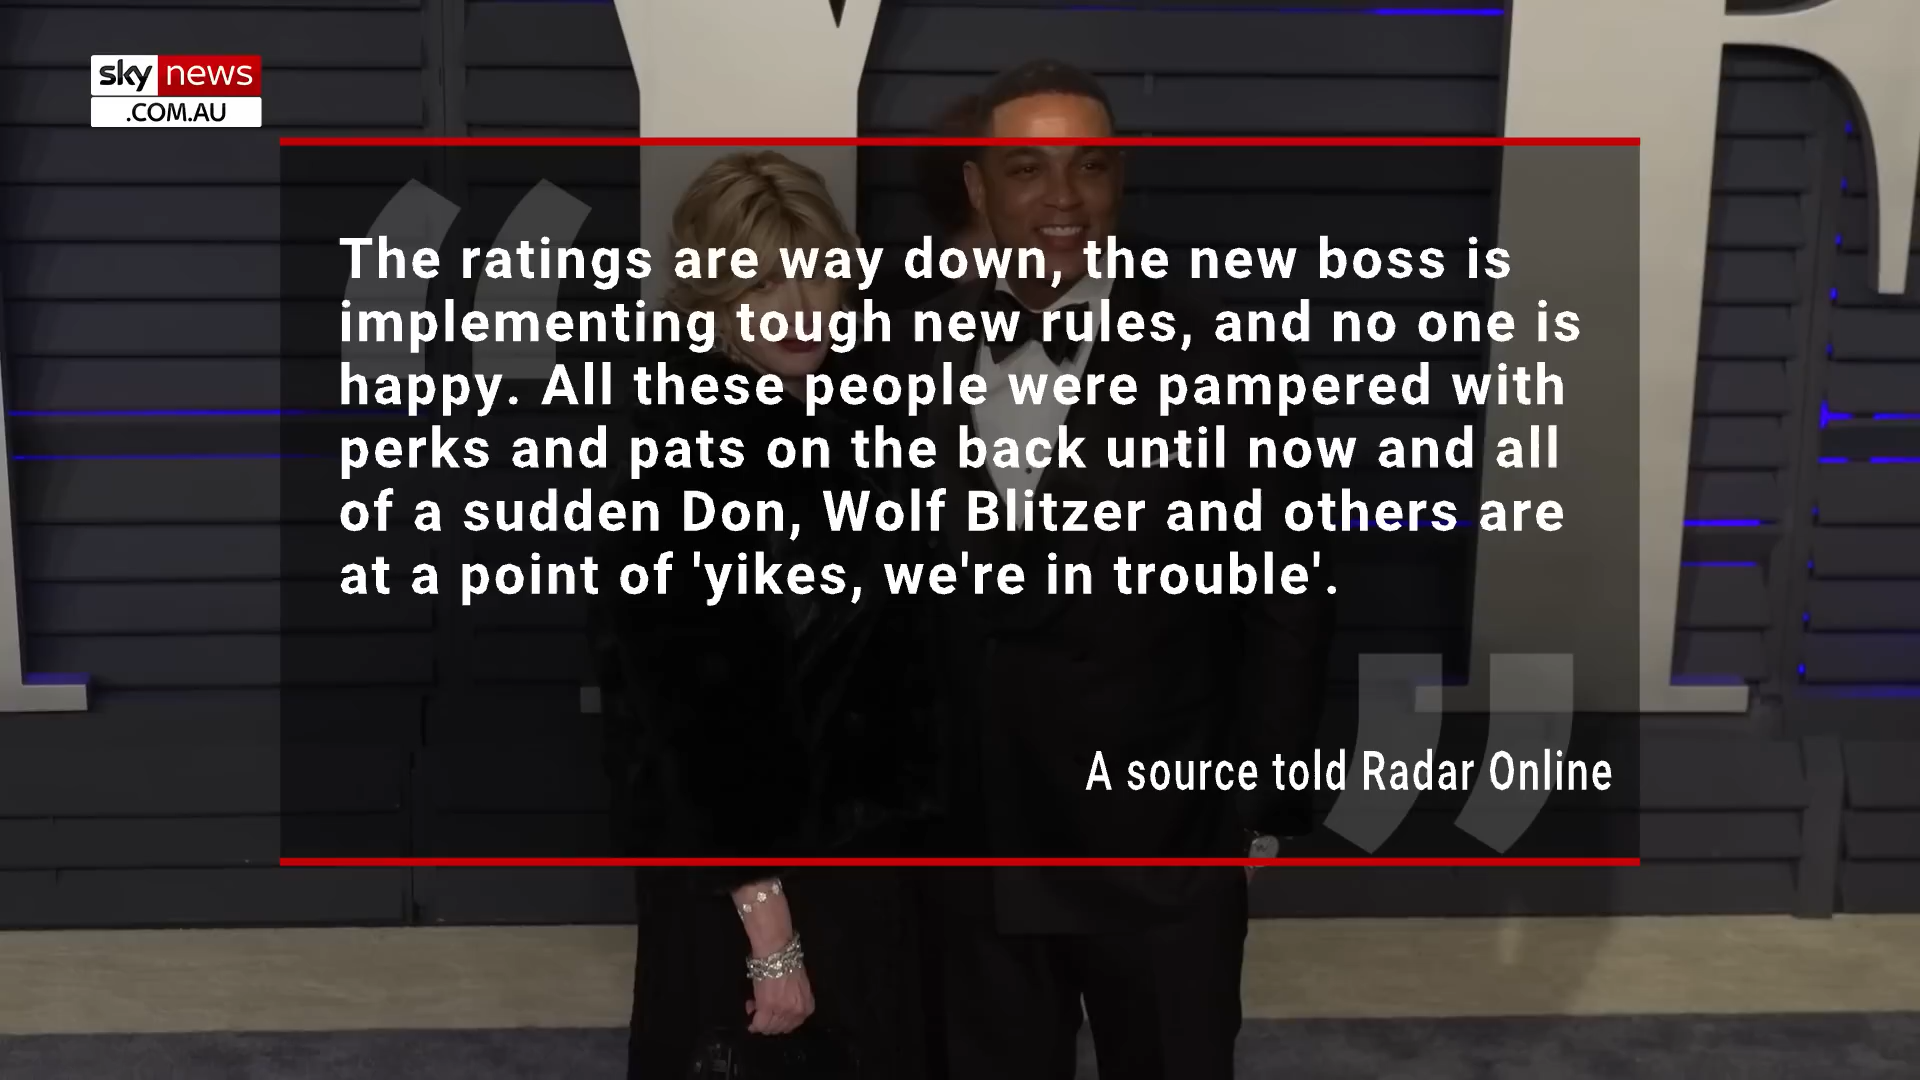 sky news
.COM.AU
The ratings are way down, the new boss is
implementing tough new rules, and no one is
happy. All these people were pampered with
perks and pats on the back until now and all
of a sudden Don, Wolf Blitzer and others are
at a point of 'yikes, we're in trouble'.
A source told Radar Online